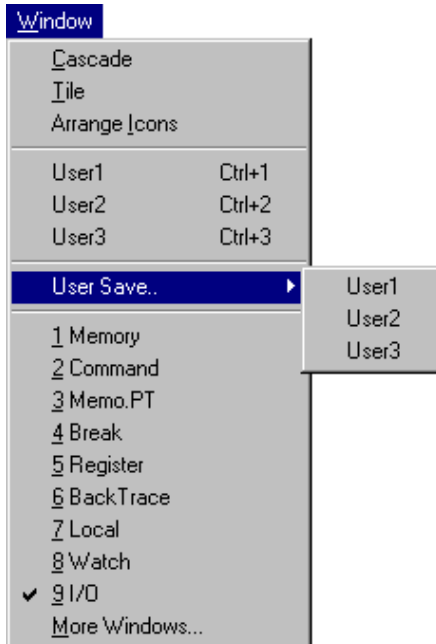 Window
Cascade
Tile
Arrange Icons
User1 Ctrl+1
User2 Ctrl+2
User3 Ctrl+3
User Save..
User1
User2
User3
1 Memory
2 Command
3 Memo.PT
4 Break
5 Register
6 BackTrace
7 Local
8 Watch
9 I/O
More Windows...